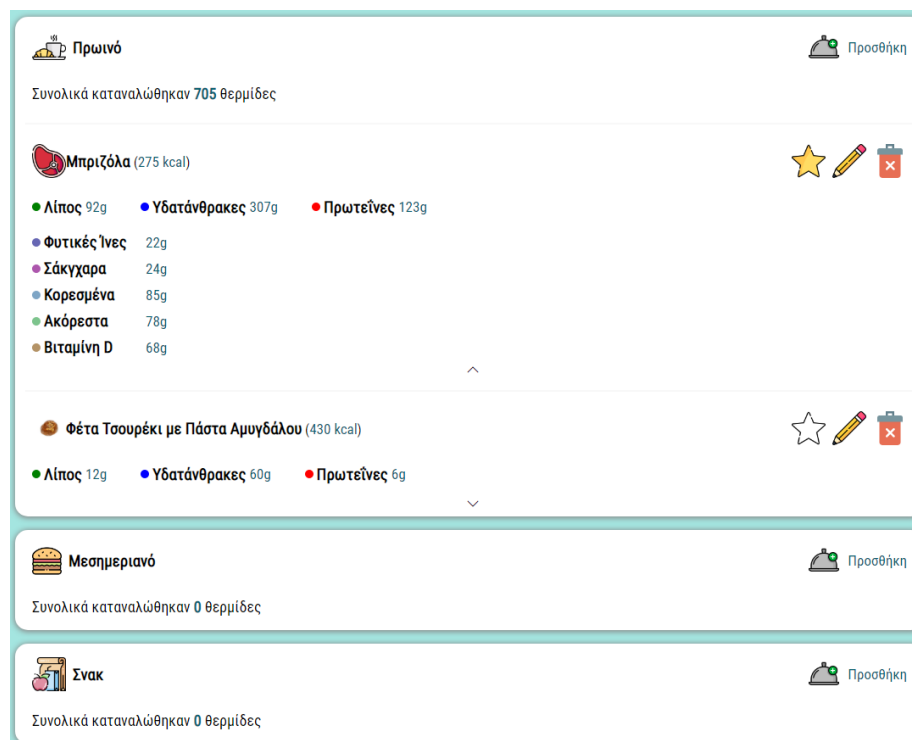 Πρωινό
Προσθήκη
Συνολικά καταναλώθηκαν 705 θερμίδες
Μπριζόλα (275 kcal)
Λίπος 92g Υδατάνθρακες 307g Πρωτεΐνες 123g
Φυτικές Ίνες 22g
Σάκχαρα 24g
Κορεσμένα 85g
Ακόρεστα 78g
Βιταμίνη D 68g
Φέτα Τσουρέκι με Πάστα Αμυγδάλου (430 kcal)
Λίπος 12g Υδατάνθρακες 60g Πρωτεΐνες 6g
Μεσημεριανό
Προσθήκη
Συνολικά καταναλώθηκαν 0 θερμίδες
Σνακ
Προσθήκη
Συνολικά καταναλώθηκαν 0 θερμίδες